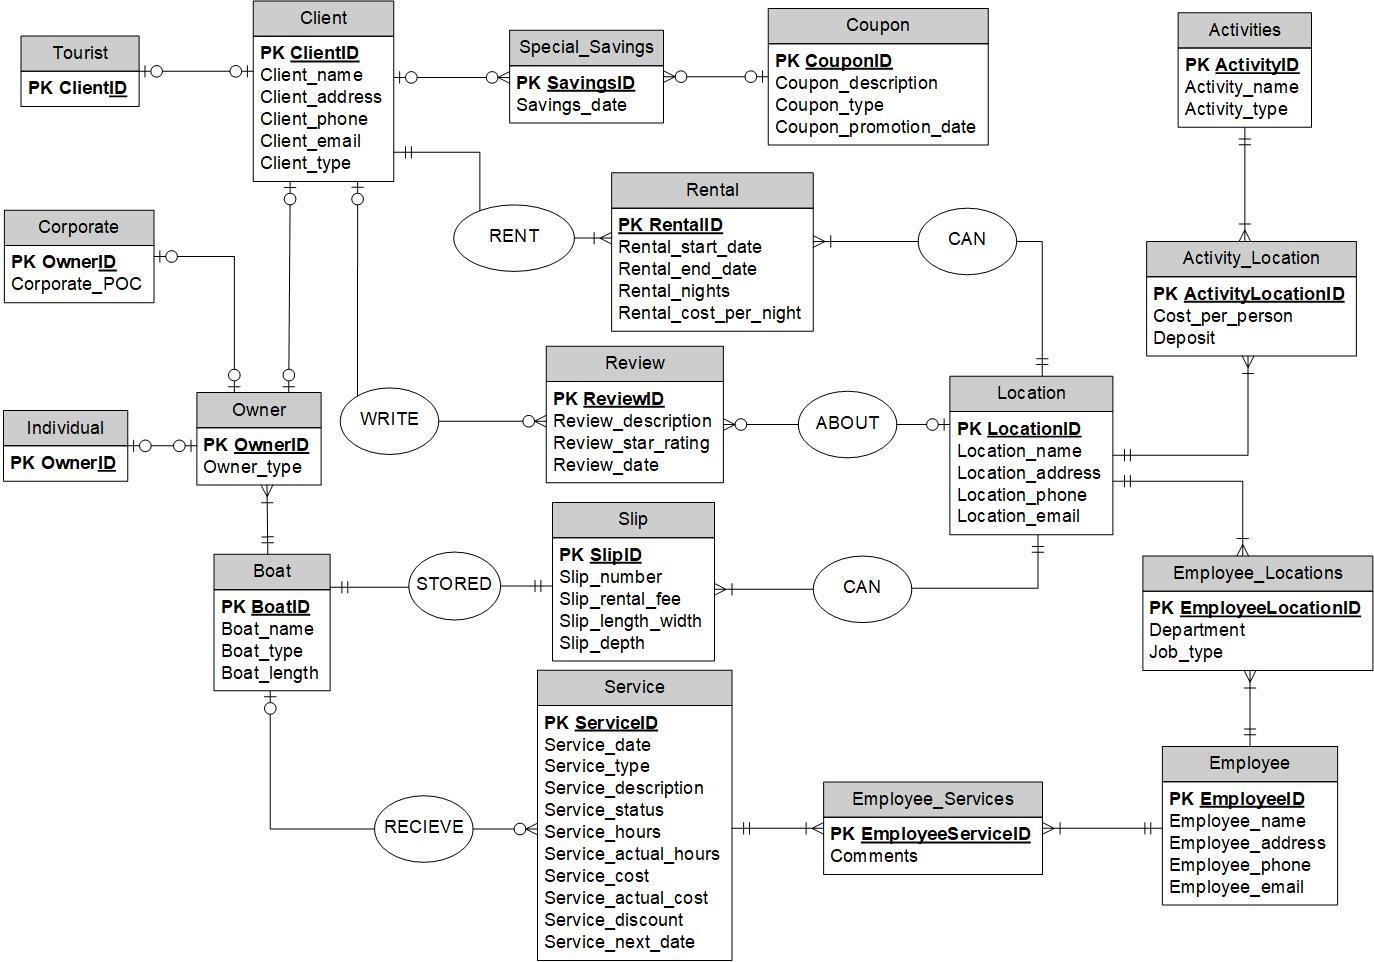 Tourist
PK ClientID
Client
PK ClientID
Client_name
Client_address
Client_phone
Client_email
Client_type
Special_Savings
PK SavingsID
Savings_date
Coupon
PK CouponID
Coupon_description
Coupon_type
Coupon_promotion_date
Activities
PK ActivityID
Activity_name
Activity_type
Corporate
PK OwnerID
Corporate_POC
RENT
Rental
PK RentalID
Rental_start_date
Rental_end_date
Rental_nights
Rental_cost_per_night
CAN
Activity_Location
PK ActivityLocationID
Cost_per_person
Deposit
Individual
PK OwnerID
Owner
PK OwnerID
Owner_type
WRITE
Review
PK ReviewID
Review_description
Review_star_rating
Review_date
ABOUT
Location
PK LocationID
Location_name
Location_address
Location_phone
Location_email
Boat
PK BoatID
Boat_name
Boat_type
Boat_length
STORED
Slip
PK SlipID
Slip_number
Slip_rental_fee
Slip_length_width
Slip_depth
CAN
Employee_Locations
PK EmployeeLocationID
Department
Job_type
RECIEVE
Service
PK ServiceID
Service_date
Service_type
Service_description
Service_status
Service_hours
Service_actual_hours
Service_cost
Service_actual_cost
Service_discount
Service_next_date
Employee_Services
PK EmployeeServiceID
Comments
Employee
PK EmployeeID
Employee_name
Employee_address
Employee_phone
Employee_email